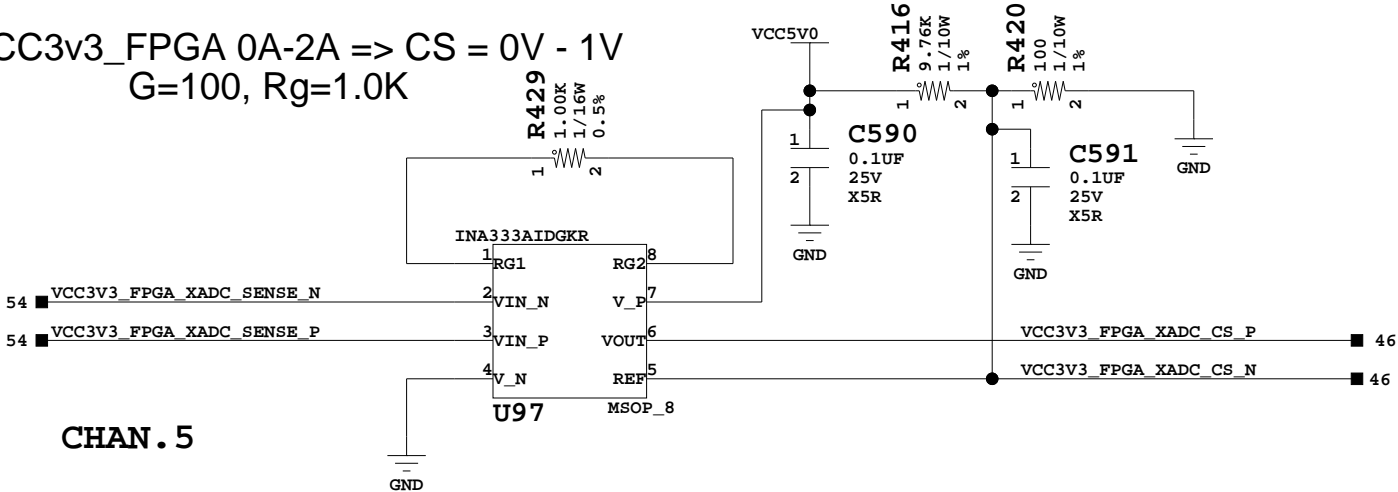 CC3v3_FPGA 0A-2A => CS = 0V - 1V
G=100, Rg=1.0K
R429
1.00K
1/16W
0.5%
1
2
VCC5V0
R416
9.76K
1/10W
1%
1
2
R420
100
1/10W
1%
1
2
GND
C590
0.1UF
25V
X5R
1
2
GND
C591
0.1UF
25V
X5R
1
2
GND
INA333AIDGKR
1
RG1
RG2
8
54
VCC3V3_FPGA_XADC_SENSE_N
2
VIN_N
V_P
7
54
VCC3V3_FPGA_XADC_SENSE_P
3
VIN_P
VOUT
6
VCC3V3_FPGA_XADC_CS_P
46
4
V_N
REF
5
VCC3V3_FPGA_XADC_CS_N
46
U97
MSOP_8
CHAN.5
GND